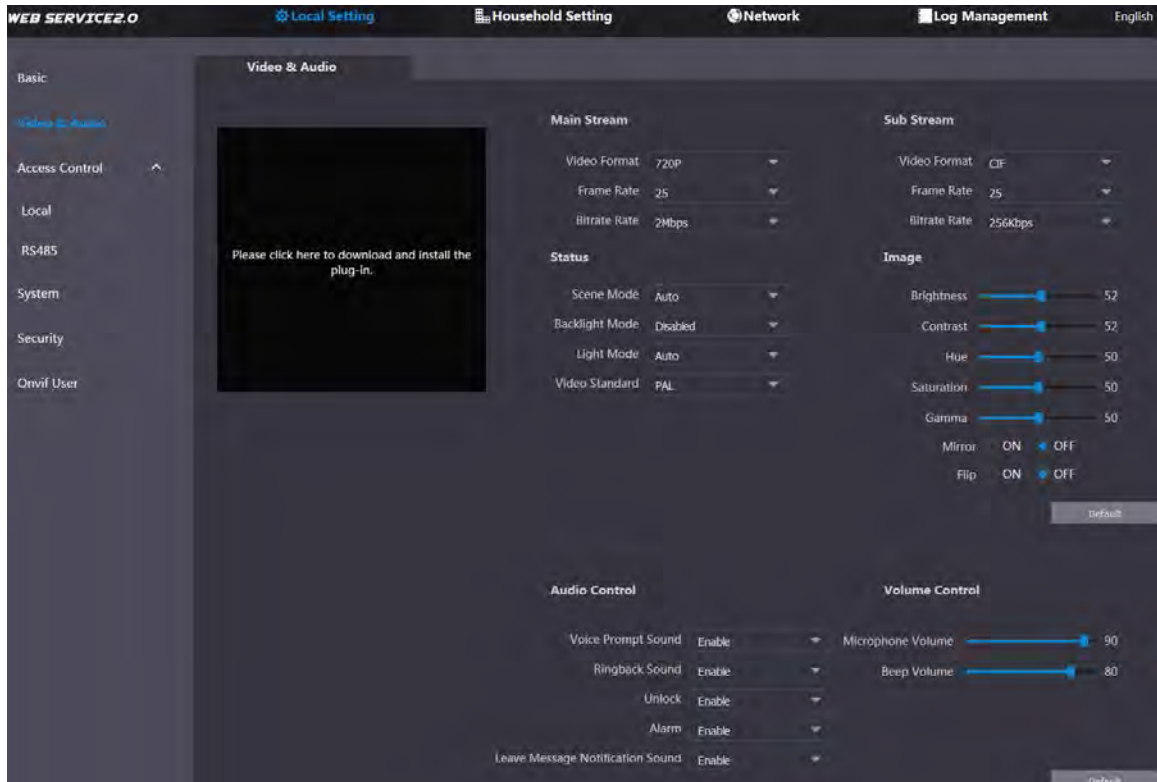 WEB SERVICE2.0
Local Setting
Household Setting
Network
Log Management
English
Basic
Video & Audio
Access Control
Local
RS485
System
Security
Onvif User
Video & Audio
Please click here to download and install the
plug-in.
Main Stream
Video Format 720P
Frame Rate 25
Bitrate Rate 2Mbps
Status
Scene Mode Auto
Backlight Mode Disabled
Light Mode Auto
Video Standard PAL
Sub Stream
Video Format CIF
Frame Rate 25
Bitrate Rate 256Kbps
Image
Brightness 52
Contrast 52
Hue 50
Saturation 50
Gamma 50
Mirror ON OFF
Flip ON OFF
Default
Audio Control
Voice Prompt Sound Enable
Ringback Sound Enable
Unlock Enable
Alarm Enable
Leave Message Notification Sound Enable
Volume Control
Microphone Volume 90
Beep Volume 80
Default